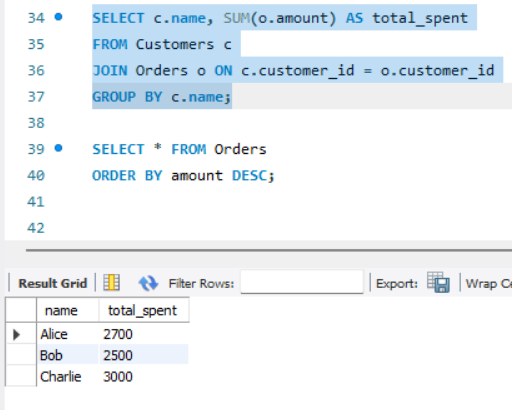 34 SELECT c.name, SUM(o.amount) AS total_spent
35 FROM Customers c
36 JOIN Orders o ON c.customer_id = o.customer_id
37 GROUP BY c.name;
38
39 SELECT * FROM Orders
40 ORDER BY amount DESC;
41
42
Result Grid Filter Rows: Export: Wrap Ce
name total_spent
Alice 2700
Bob 2500
Charlie 3000